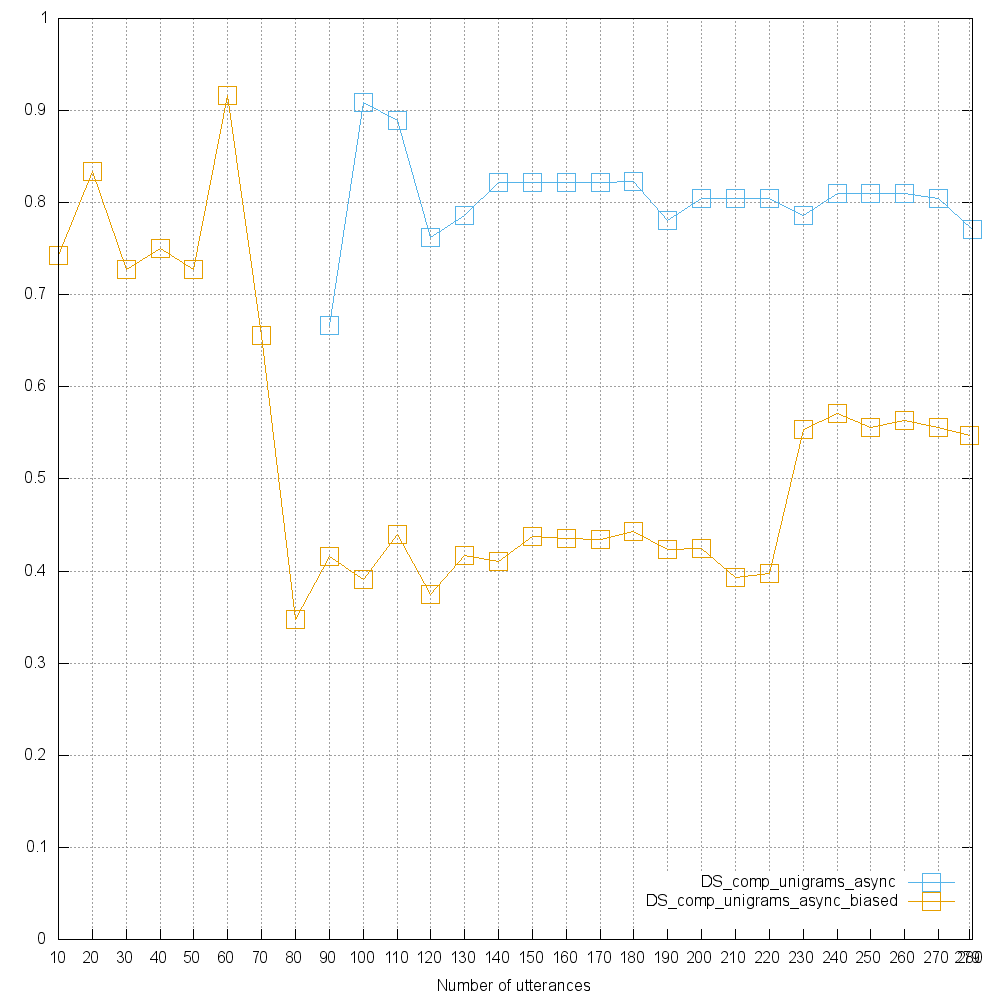 1
0.9
0.8
0.7
0.6
0.5
0.4
0.3
0.2
0.1
0
DS_comp_unigrams_async
DS_comp_unigrams_async_biased
10 20 30 40 50 60 70 80 90 100 110 120 130 140 150 160 170 180 190 200 210 220 230 240 250 260 270 279 280
Number of utterances